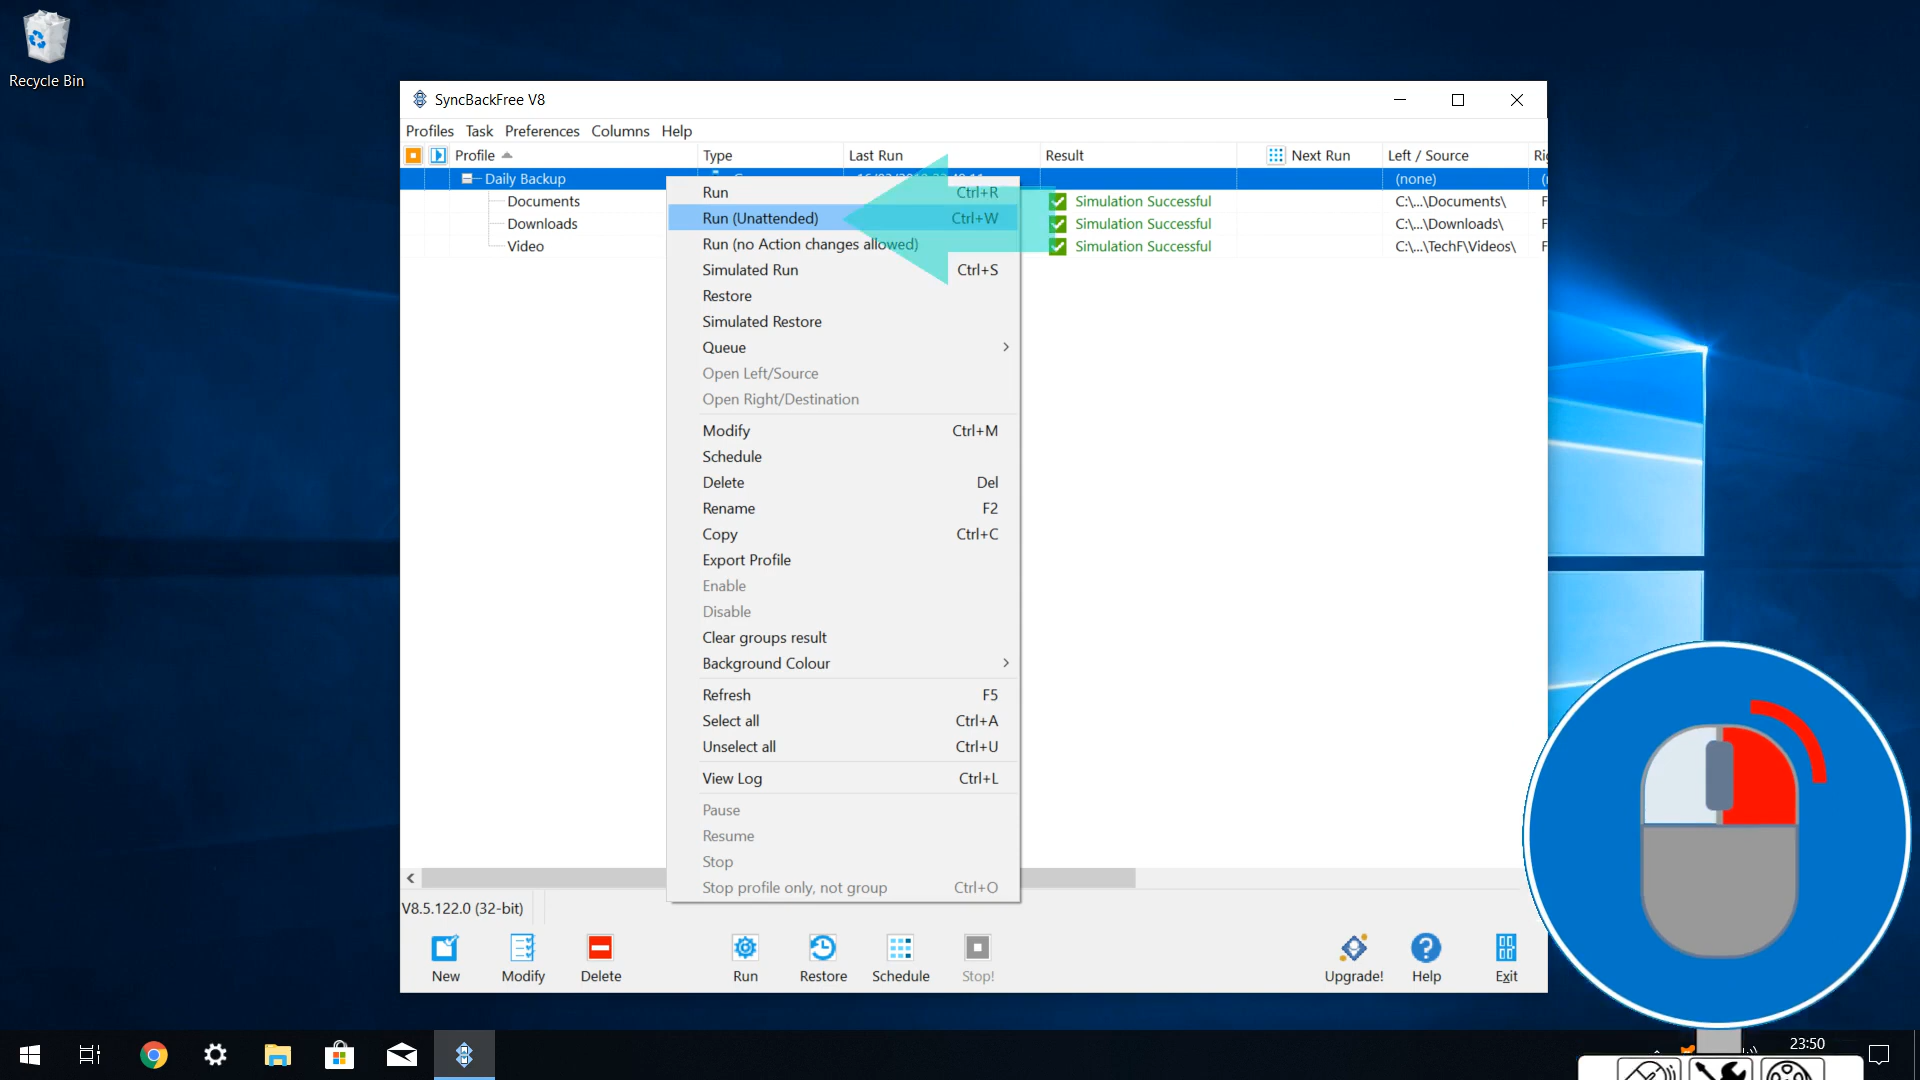 Recycle Bin
SyncBackFree V8
Profiles Task Preferences Columns Help
Profile Type Last Run Result Next Run Left / Source
Daily Backup (none)
Documents Simulation Successful C:\...\Documents\
Downloads Simulation Successful C:\...\Downloads\
Video Simulation Successful C:\...\TechF\Videos\
Run Ctrl+R
Run (Unattended) Ctrl+W
Run (no Action changes allowed)
Simulated Run Ctrl+S
Restore
Simulated Restore
Queue
Open Left/Source
Open Right/Destination
Modify Ctrl+M
Schedule
Delete Del
Rename F2
Copy Ctrl+C
Export Profile
Enable
Disable
Clear groups result
Background Colour
Refresh F5
Select all Ctrl+A
Unselect all Ctrl+U
View Log Ctrl+L
Pause
Resume
Stop
Stop profile only, not group Ctrl+O
V8.5.122.0 (32-bit)
New Modify Delete Run Restore Schedule Stop! Upgrade! Help Exit
23:50